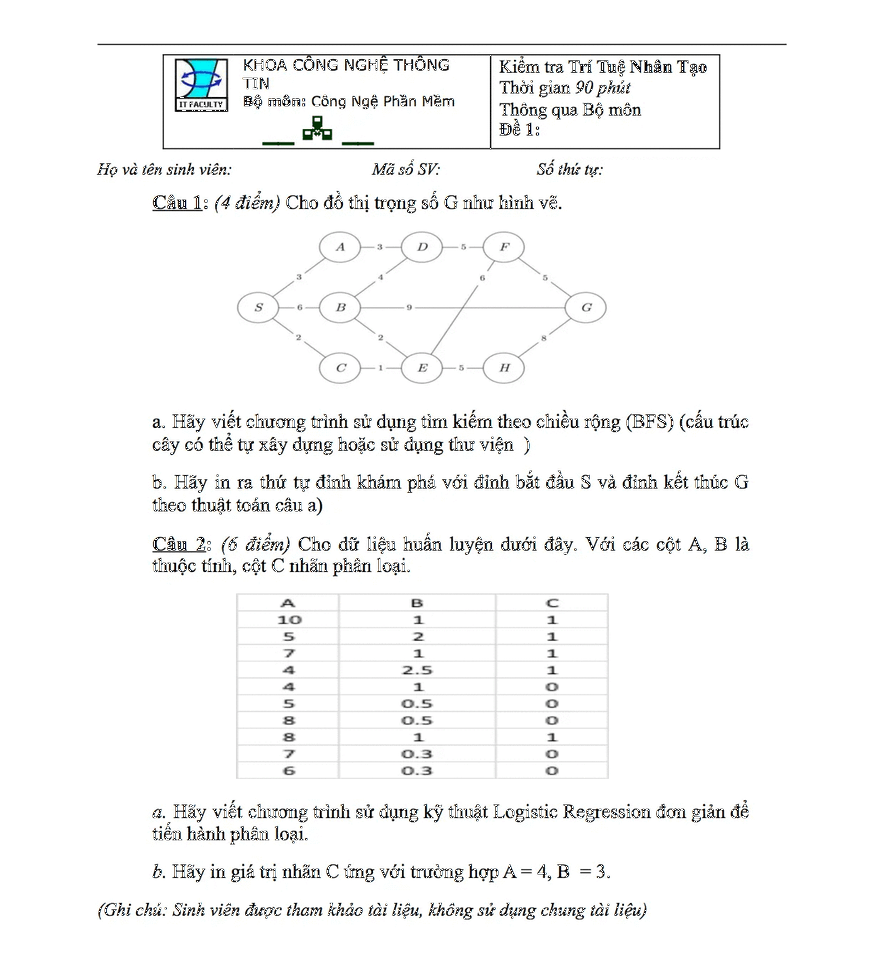 KHOA CÔNG NGHỆ THÔNG
TIN
Bộ môn: Công Ngệ Phần Mềm
IT FACULTY
Kiểm tra Trí Tuệ Nhân Tạo
Thời gian 90 phút
Thông qua Bộ môn
Đề 1:
Họ và tên sinh viên: Mã số SV: Số thứ tự:
Câu 1: (4 điểm) Cho đồ thị trọng số G như hình vẽ.
A 3 D 5 F
3 4 6 5
S 6 B 9 G
2 2 8
C 1 E 5 H
a. Hãy viết chương trình sử dụng tìm kiếm theo chiều rộng (BFS) (cấu trúc
cây có thể tự xây dựng hoặc sử dụng thư viện )
b. Hãy in ra thứ tự đỉnh khám phá với đỉnh bắt đầu S và đỉnh kết thúc G
theo thuật toán câu a)
Câu 2: (6 điểm) Cho dữ liệu huấn luyện dưới đây. Với các cột A, B là
thuộc tính, cột C nhãn phân loại.
A B C
10 1 1
5 2 1
7 1 1
4 2.5 1
4 1 0
5 0.5 0
8 0.5 0
8 1 1
7 0.3 0
6 0.3 0
a. Hãy viết chương trình sử dụng kỹ thuật Logistic Regression đơn giản để
tiến hành phân loại.
b. Hãy in giá trị nhãn C ứng với trường hợp A = 4, B = 3.
(Ghi chú: Sinh viên được tham khảo tài liệu, không sử dụng chung tài liệu)